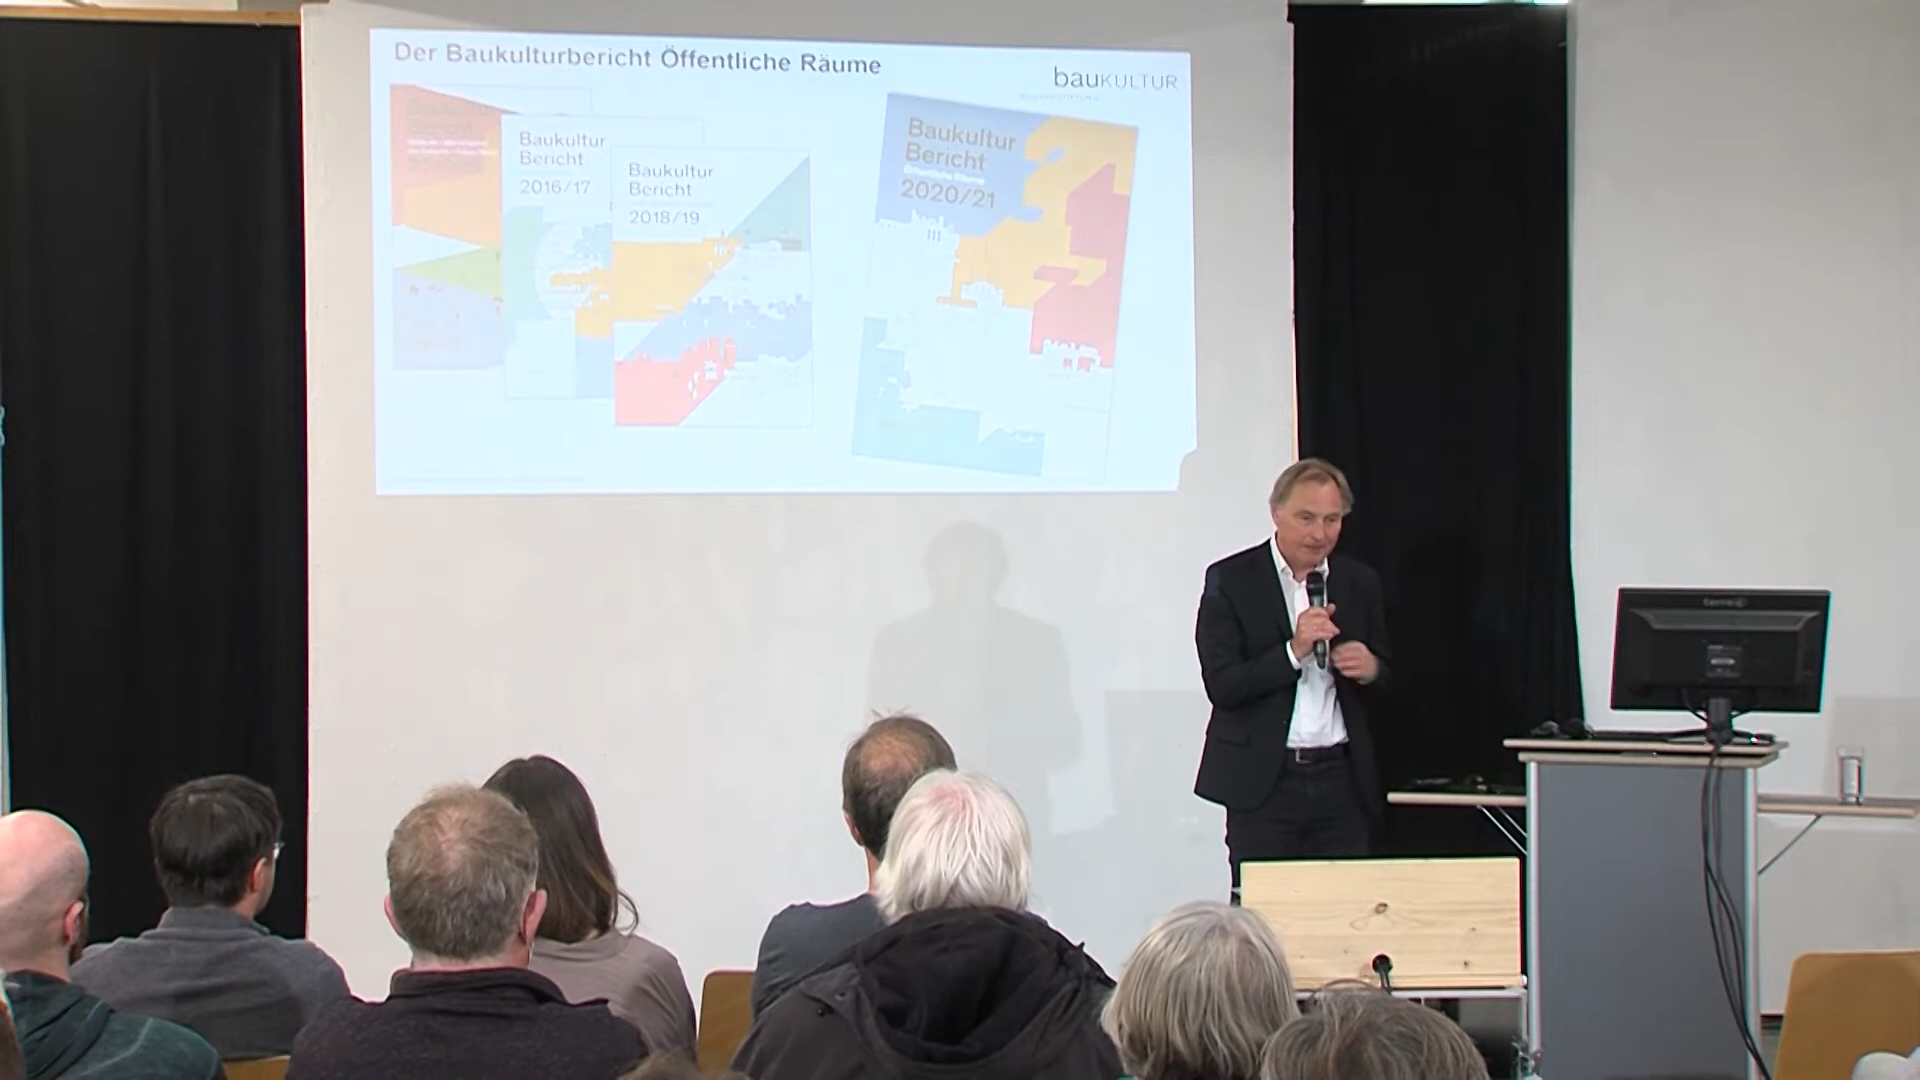 Der Baukulturbericht Öffentliche Räume
bauKULTUR
Baukultur
Bericht
2016/17
Baukultur
Bericht
2018/19
Baukultur
Bericht
Öffentliche Räume
2020/21